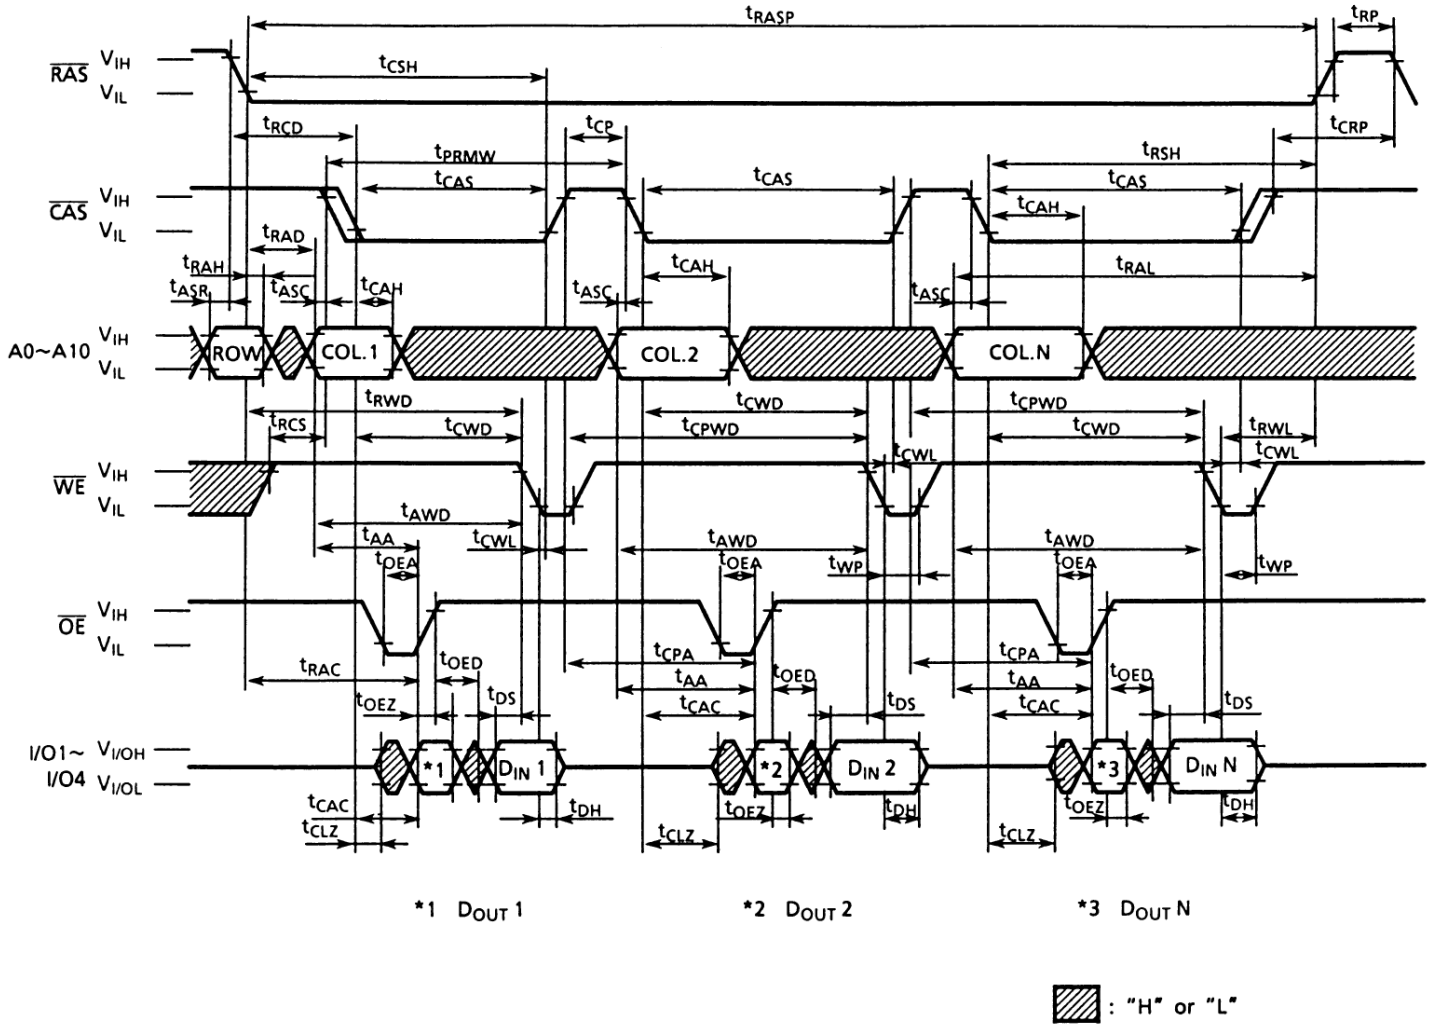 tRASP tRP
RAS VIH
VIL
tCSH
tRCD tCP tCRP
tPRMW tRSH
CAS VIH
VIL
tCAS tCAS tCAS
tCAH
tRAD
tRAH tCAH tRAL
tASR tASC tCAH tASC tASC
A0~A10 VIH
VIL
ROW COL.1 COL.2 COL.N
tRWD tCWD tCPWD
tRCS tCWD tCPWD tCWD tRWL
tCWL tCWL
WE VIH
VIL
tAWD
tAA tCWL tAWD tAWD
tOEA tOEA tWP tOEA tWP
OE VIH
VIL
tRAC tOED tCPA tOED tCPA tOED
tAA tAA
tOEZ tDS tCAC tDS tCAC tDS
I/O1~
I/O4
VI/OH
VI/OL
*1 DIN 1 *2 DIN 2 *3 DIN N
tCAC tDH tOEZ tDH tOEZ tDH
tCLZ tCLZ tCLZ
*1 DOUT 1 *2 DOUT 2 *3 DOUT N
: "H" or "L"